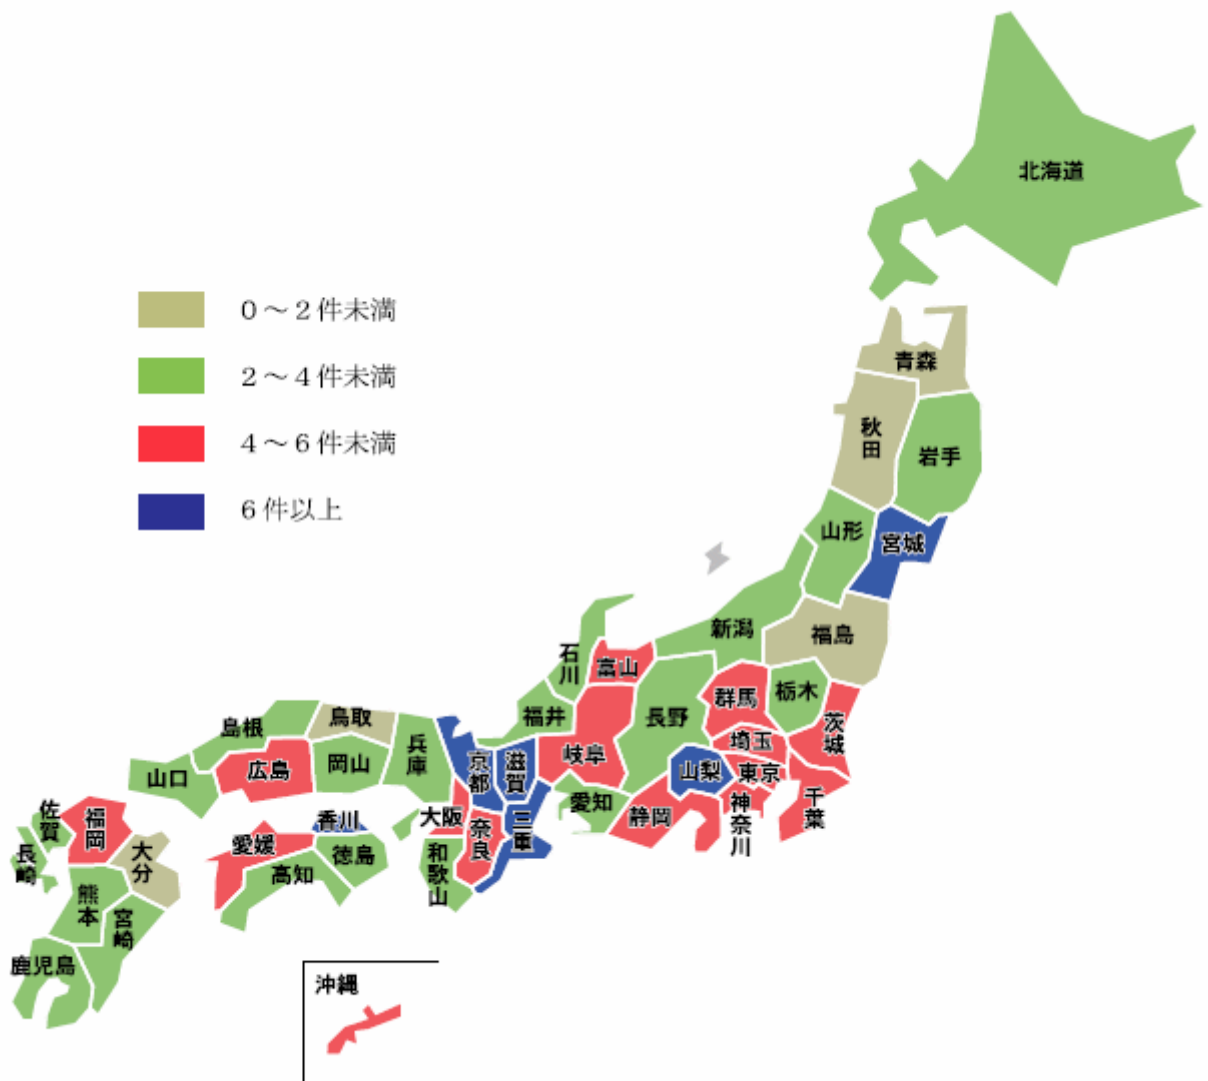 北海道
０～２件未満
２～４件未満
４～６件未満
６件以上
青森
秋田
岩手
山形
宮城
新潟
福島
石川
富山
群馬
栃木
茨城
福井
長野
岐阜
埼玉
東京
山梨
神奈川
千葉
静岡
愛知
島根
鳥取
兵庫
京都
滋賀
山口
広島
岡山
大阪
奈良
三重
和歌山
香川
愛媛
徳島
高知
佐賀
福岡
長崎
大分
熊本
宮崎
鹿児島
沖縄